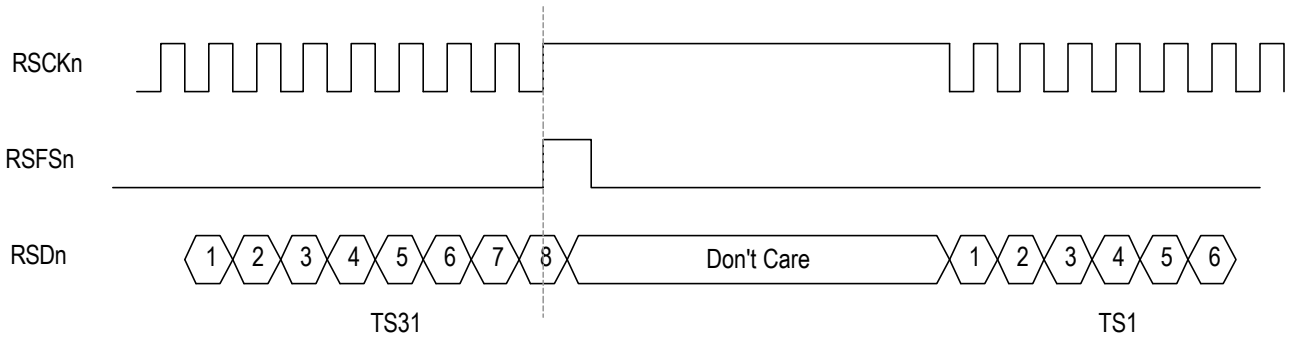 RSCKn
RSFSn
RSDn 1 2 3 4 5 6 7 8 Don't Care 1 2 3 4 5 6
TS31 TS1